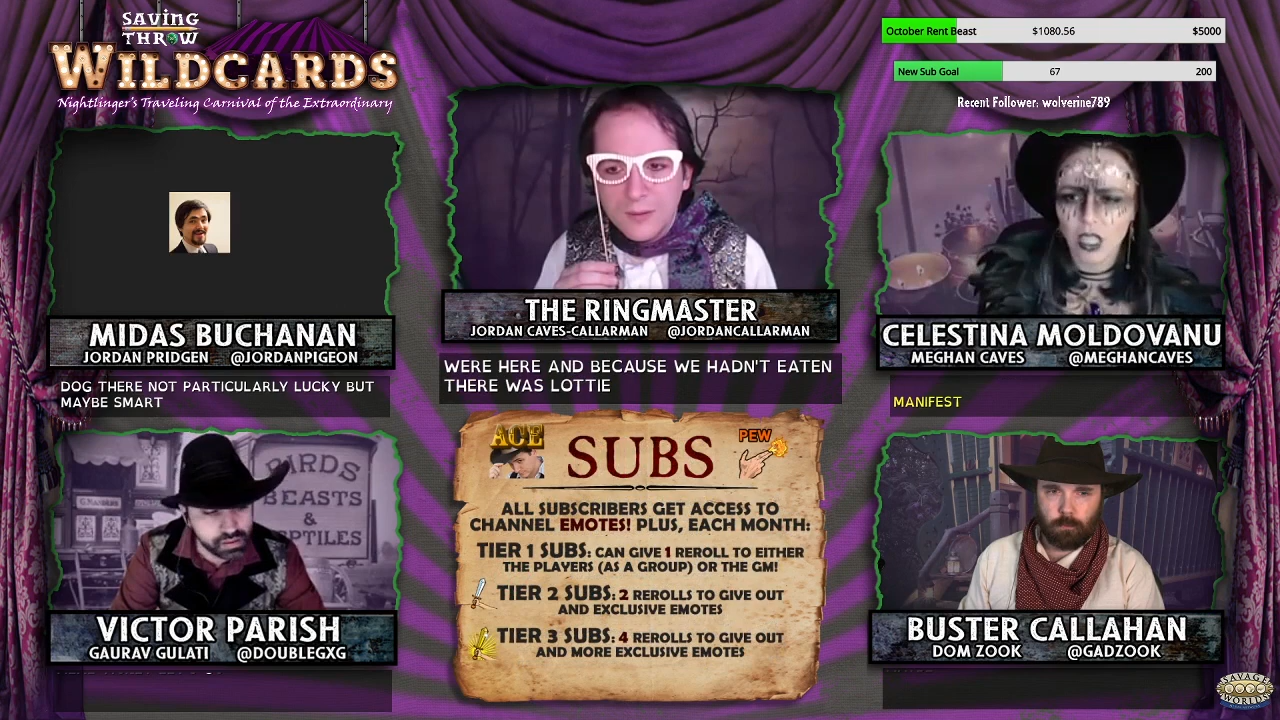 SAVING
THROW
WILDCARDS
Nightlinger's Traveling Carnival of the Extraordinary
October Rent Beast $1080.56 $5000
New Sub Goal 67 200
Recent Follower: wolverine789
MIDAS BUCHANAN
JORDAN PRIDGEN @JORDANPIGEON
DOG THERE NOT PARTICULARLY LUCKY BUT
MAYBE SMART
THE RINGMASTER
JORDAN CAVES-CALLARMAN @JORDANCALLARMAN
WERE HERE AND BECAUSE WE HADN'T EATEN
THERE WAS LOTTIE
CELESTINA MOLDOVANU
MEGHAN CAVES @MEGHANCAVES
MANIFEST
BIRDS
BEASTS
&
REPTILES
VICTOR PARISH
GAURAV GULATI @DOUBLEGXG
ACE
SUBS
PEW
ALL SUBSCRIBERS GET ACCESS TO
CHANNEL EMOTES! PLUS, EACH MONTH:
TIER 1 SUBS: CAN GIVE 1 REROLL TO EITHER
THE PLAYERS (AS A GROUP) OR THE GM!
TIER 2 SUBS: 2 REROLLS TO GIVE OUT
AND EXCLUSIVE EMOTES
TIER 3 SUBS: 4 REROLLS TO GIVE OUT
AND MORE EXCLUSIVE EMOTES
BUSTER CALLAHAN
DOM ZOOK @GADZOOK
SAVAGE
WORLDS